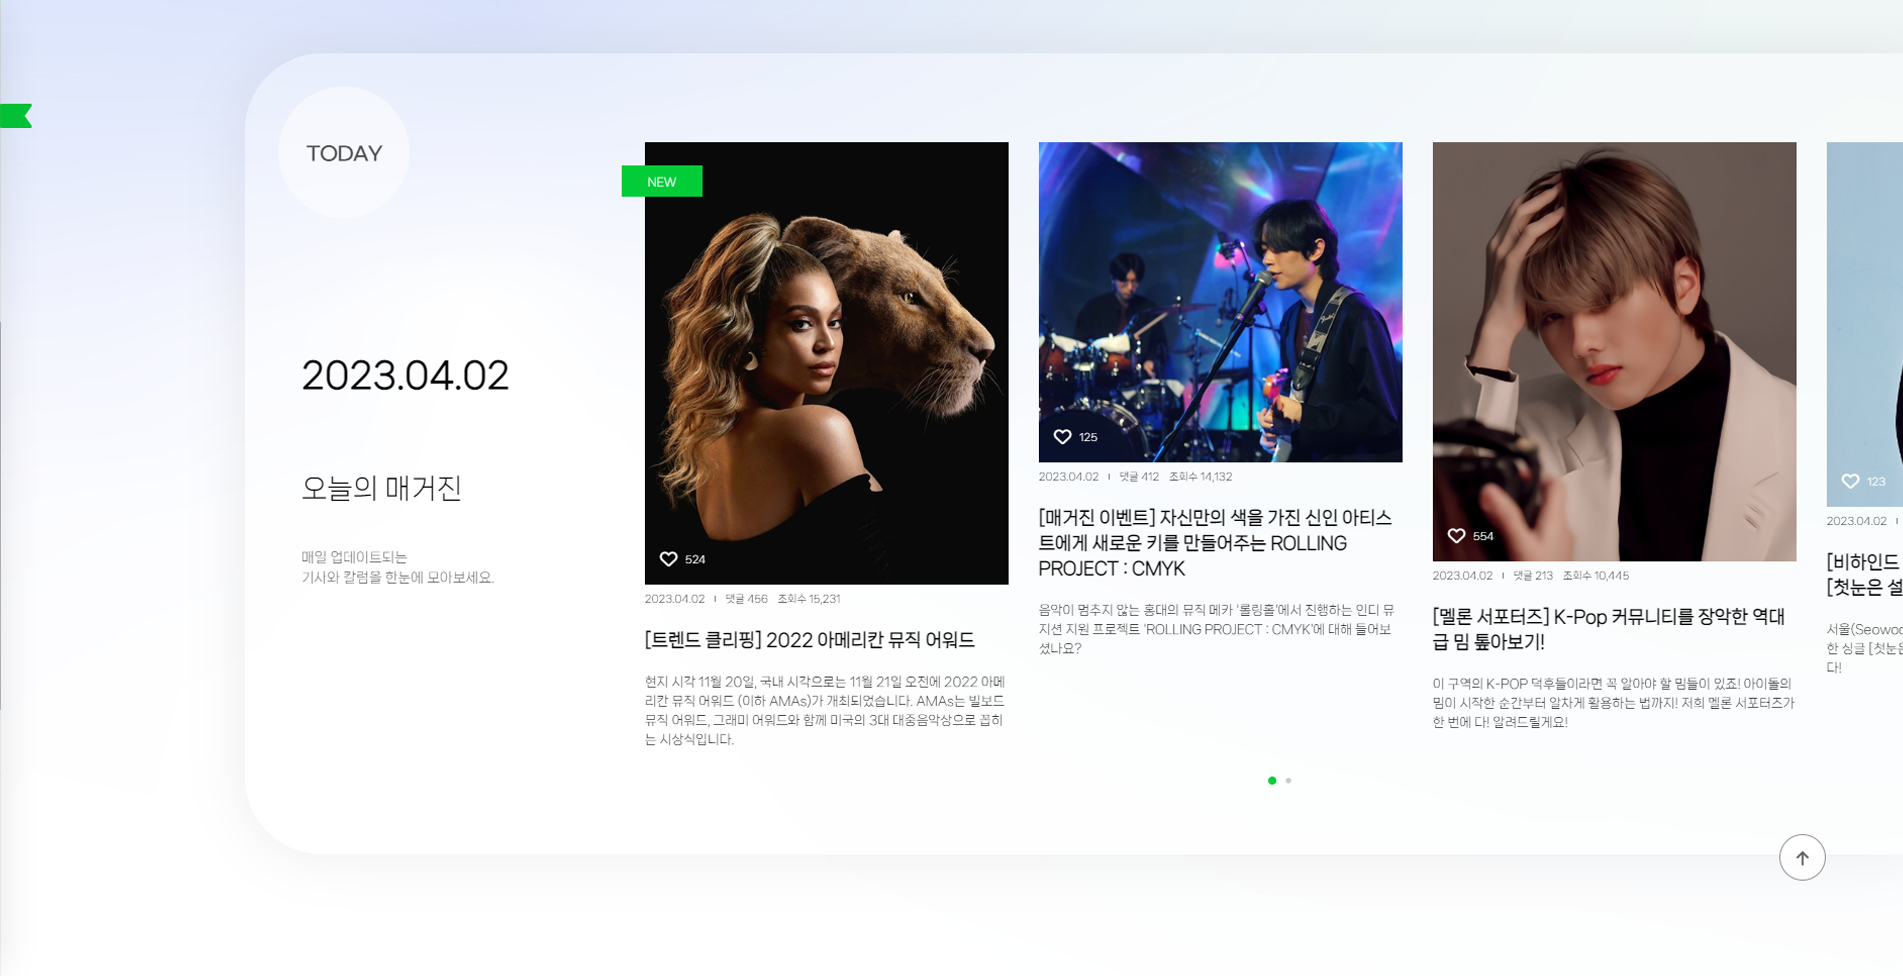 TODAY
2023.04.02
오늘의 매거진
매일 업데이트되는
기사와 칼럼을 한눈에 모아보세요.
NEW
524
2023.04.02 댓글 456 조회수 15,231
[트렌드 클리핑] 2022 아메리칸 뮤직 어워드
현지 시각 11월 20일, 국내 시각으로는 11월 21일 오전에 2022 아메
리칸 뮤직 어워드 (이하 AMAs)가 개최되었습니다. AMAs는 빌보드
뮤직 어워드, 그래미 어워드와 함께 미국의 3대 대중음악상으로 꼽히
는 시상식입니다.
125
2023.04.02 댓글 412 조회수 14,132
[매거진 이벤트] 자신만의 색을 가진 신인 아티스
트에게 새로운 키를 만들어주는 ROLLING
PROJECT : CMYK
음악이 멈추지 않는 홍대의 뮤직 메카 '롤링홀'에서 진행하는 인디 뮤
지션 지원 프로젝트 'ROLLING PROJECT : CMYK'에 대해 들어보
셨나요?
554
2023.04.02 댓글 213 조회수 10,445
[멜론 서포터즈] K-Pop 커뮤니티를 장악한 역대
급 밈 톺아보기!
이 구역의 K-POP 덕후들이라면 꼭 알아야 할 밈들이 있죠! 아이돌의
밈이 시작한 순간부터 알차게 활용하는 법까지! 저희 멜론 서포터즈가
한 번에 다! 알려드릴게요!
123
2023.04.02
[비하인드
[첫눈은 설
서울(Seowoo
한 싱글 [첫눈은
다!